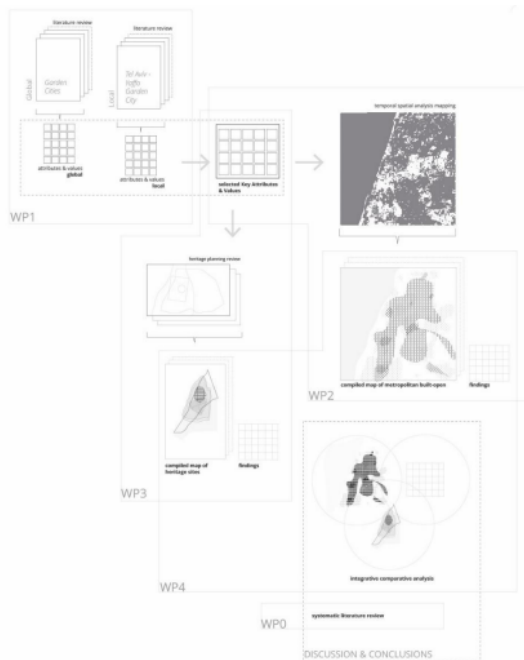 literature review
literature review
Global
Garden
Cities
Local
Tel Aviv -
Yaffo
Garden
City
temporal spatial analysis mapping
attributes & values
global
attributes & values
local
selected Key Attributes
& Values
WP1
heritage planning review
compiled map of metropolitan built-open
findings
WP2
compiled map of
heritage sites
findings
WP3
integrative comparative analysis
WP4
systematic literature review
WP0
DISCUSSION & CONCLUSIONS